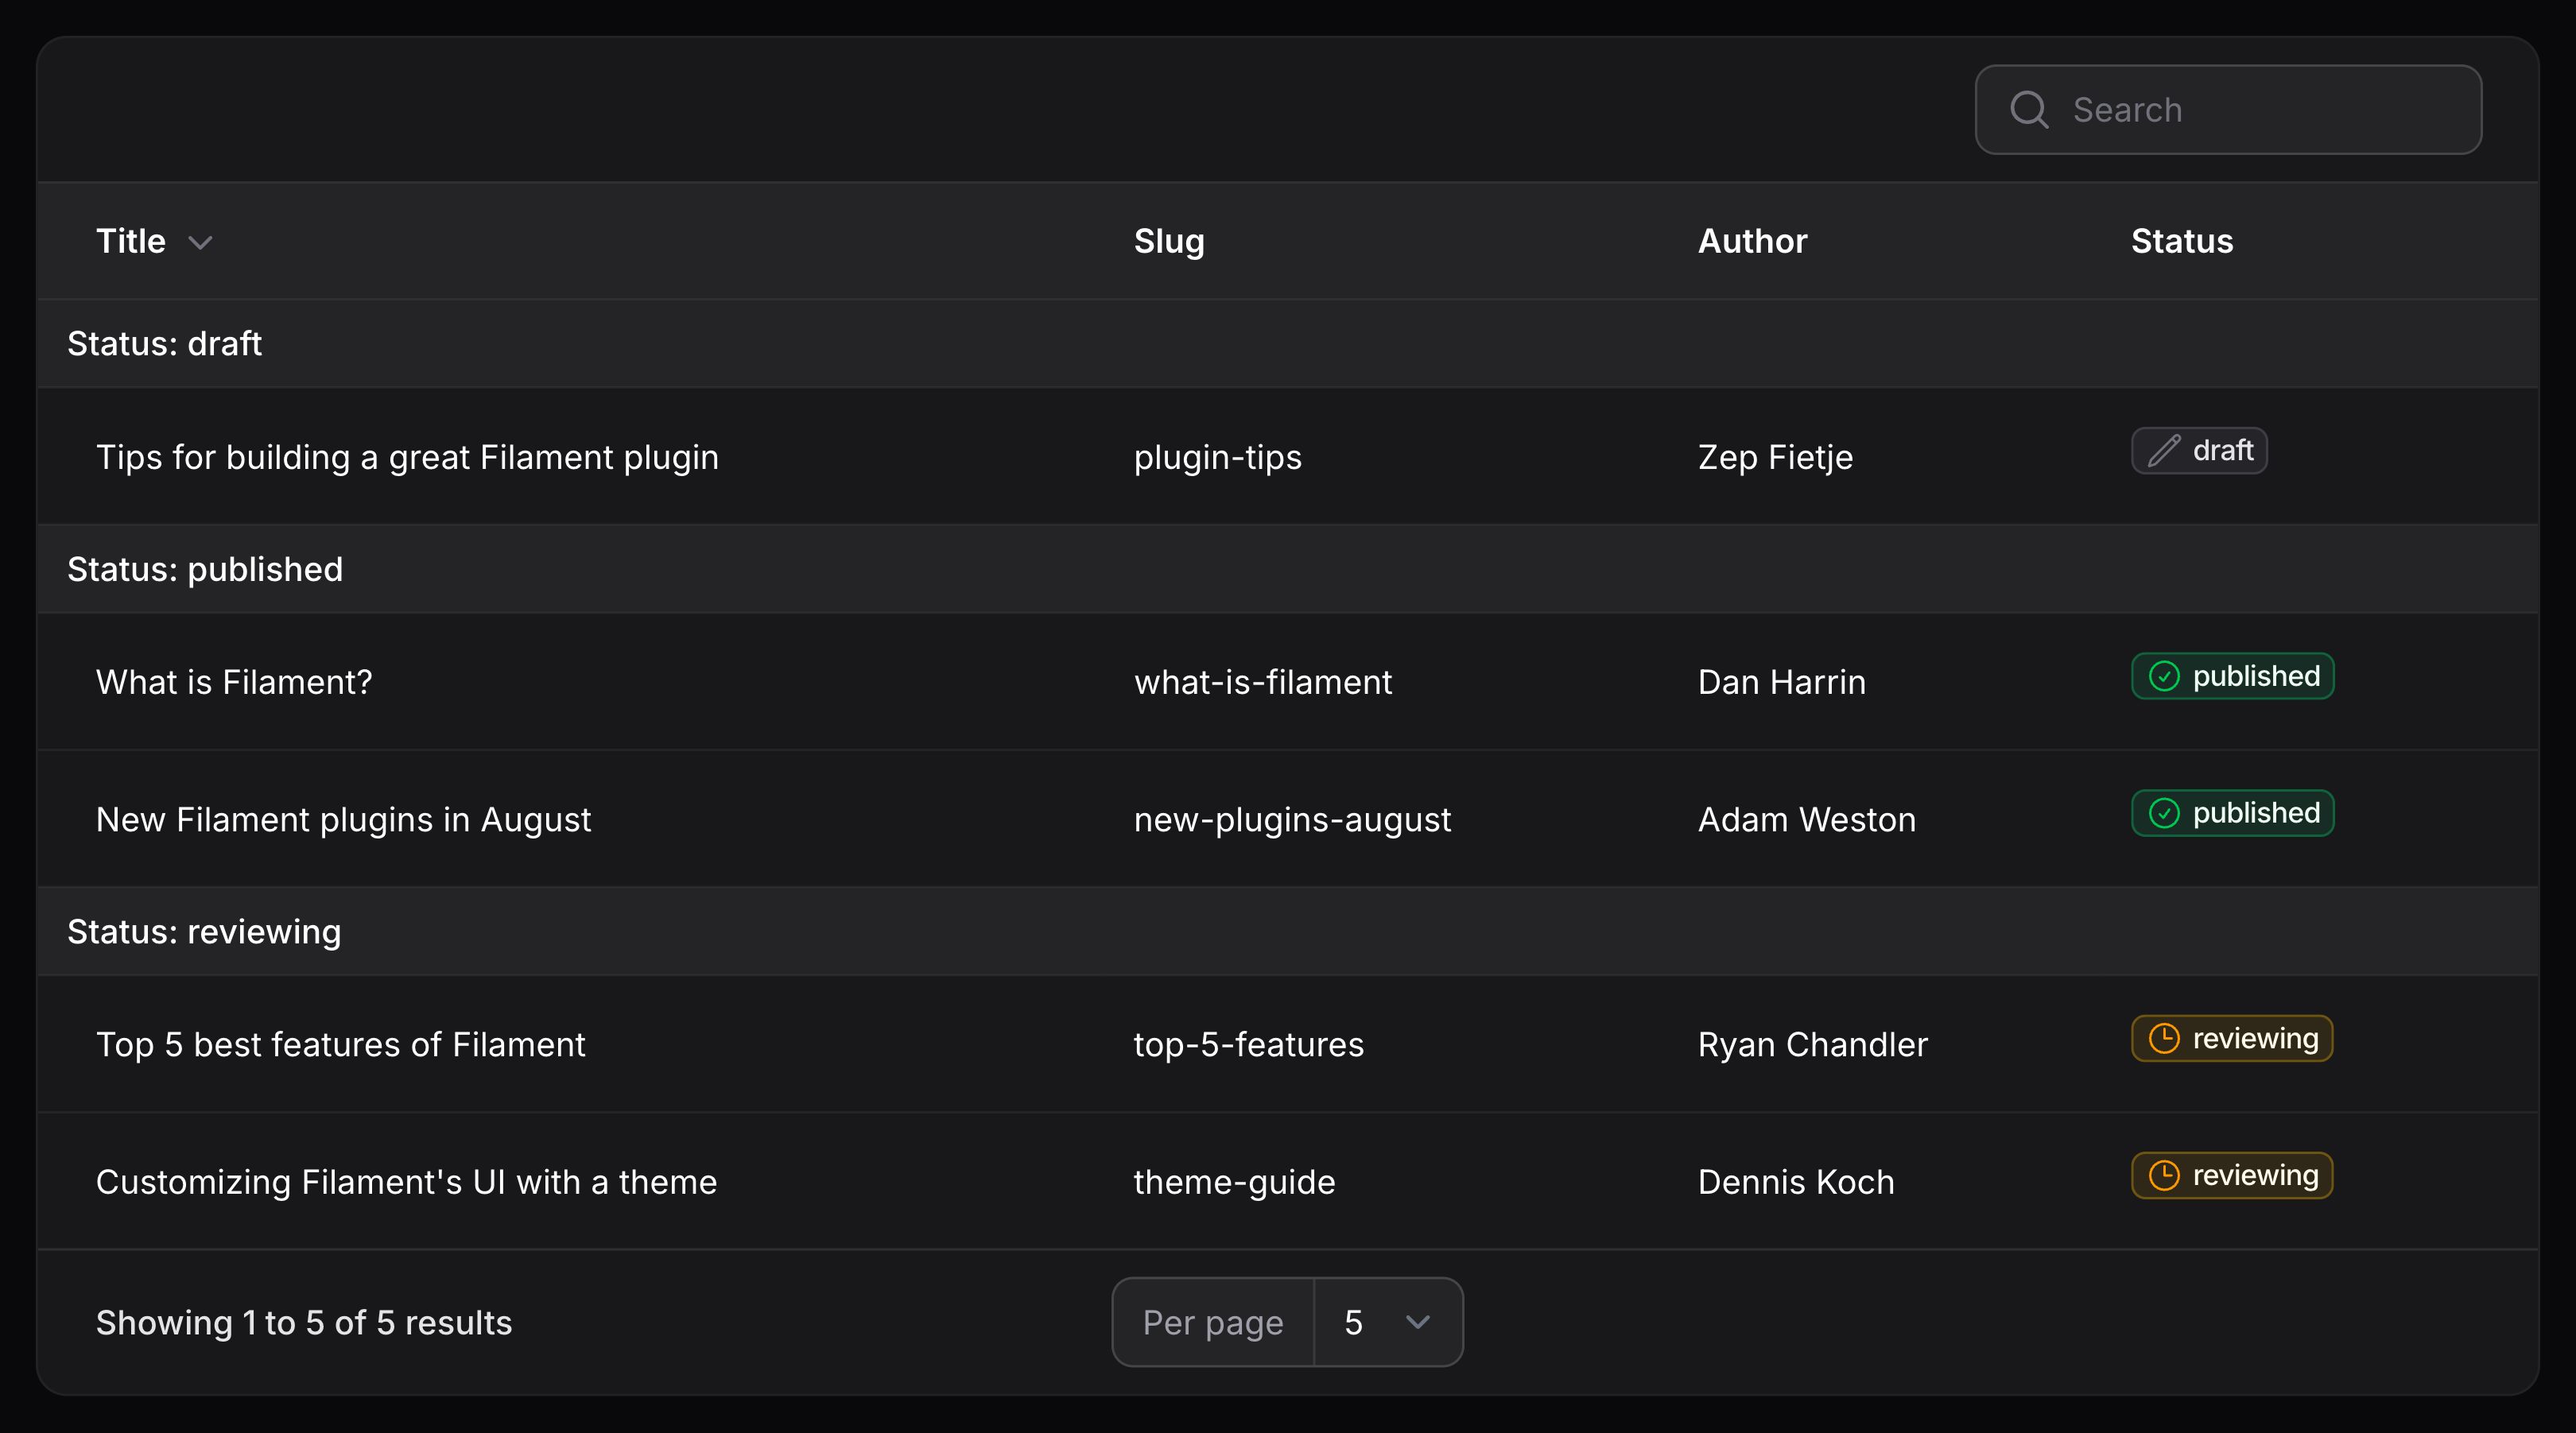 Search
Title Slug Author Status
Status: draft
Tips for building a great Filament plugin plugin-tips Zep Fietje draft
Status: published
What is Filament? what-is-filament Dan Harrin published
New Filament plugins in August new-plugins-august Adam Weston published
Status: reviewing
Top 5 best features of Filament top-5-features Ryan Chandler reviewing
Customizing Filament's UI with a theme theme-guide Dennis Koch reviewing
Showing 1 to 5 of 5 results Per page 5